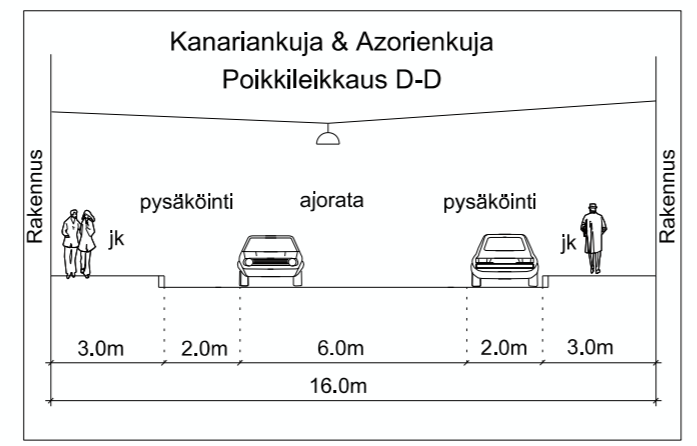 Kanariankuja & Azorienkuja
Poikkileikkaus D-D
Rakennus
Rakennus
pysäköinti
ajorata
pysäköinti
jk
jk
3.0m
2.0m
6.0m
2.0m
3.0m
16.0m